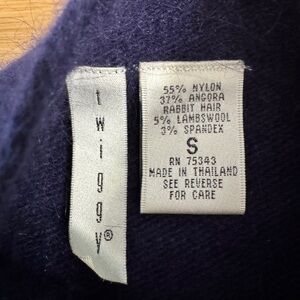 twiggy®
55% NYLON
37% ANGORA
RABBIT HAIR
5% LAMBSWOOL
3% SPANDEX
S
RN 75343
MADE IN THAILAND
SEE REVERSE
FOR CARE